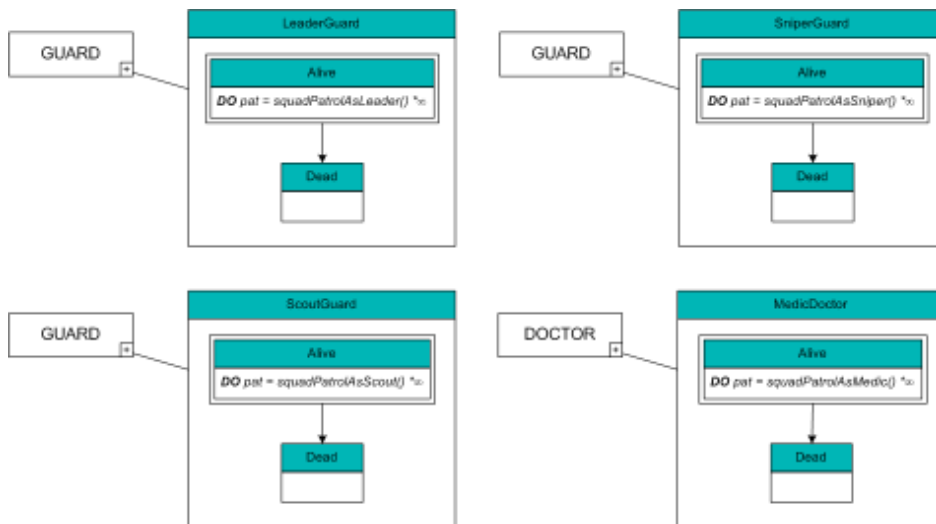 LeaderGuard
GUARD
Alive
DO pat = squadPatrolAsLeader() *∞
Dead
SniperGuard
GUARD
Alive
DO pat = squadPatrolAsSniper() *∞
Dead
ScoutGuard
GUARD
Alive
DO pat = squadPatrolAsScout() *∞
Dead
MedicDoctor
DOCTOR
Alive
DO pat = squadPatrolAsMedic() *∞
Dead